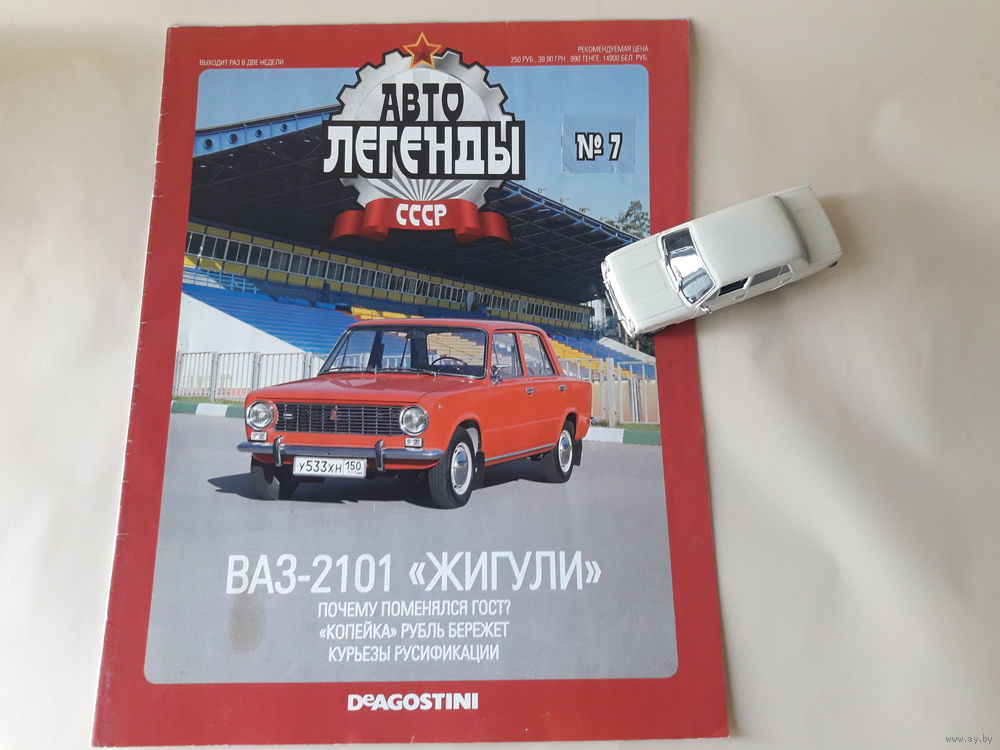 ВЫХОДИТ РАЗ В ДВЕ НЕДЕЛИ
РЕКОМЕНДУЕМАЯ ЦЕНА
250 РУБ., 39.90 ГРН., 990 ТЕНГЕ, 14900 БЕЛ. РУБ.
АВТО
ЛЕГЕНДЫ
СССР
№ 7
У533ХН 150
ВАЗ-2101 «ЖИГУЛИ»
ПОЧЕМУ ПОМЕНЯЛСЯ ГОСТ?
«КОПЕЙКА» РУБЛЬ БЕРЕЖЕТ
КУРЬЕЗЫ РУСИФИКАЦИИ
DeAGOSTINI
www.ay.by